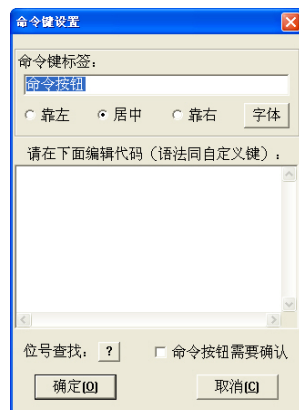 命令键设置
命令键标签：
命令按钮
靠左 居中 靠右 字体
请在下面编辑代码（语法同自定义键）：
位号查找： ? 命令按钮需要确认
确定[O] 取消[C]